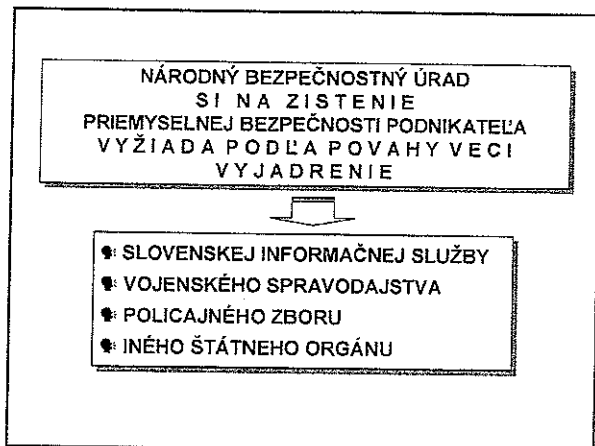 NÁRODNÝ BEZPEČNOSTNÝ ÚRAD
SI NA ZISTENIE
PRIEMYSELNEJ BEZPEČNOSTI PODNIKATEĽA
VYŽIADA PODĽA POVAHY VECI
VYJADRENIE
SLOVENSKEJ INFORMAČNEJ SLUŽBY
VOJENSKÉHO SPRAVODAJSTVA
POLICAJNÉHO ZBORU
INÉHO ŠTÁTNEHO ORGÁNU